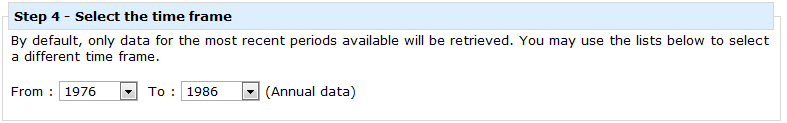 Step 4 - Select the time frame
By default, only data for the most recent periods available will be retrieved. You may use the lists below to select
a different time frame.
From : 1976 To : 1986 (Annual data)